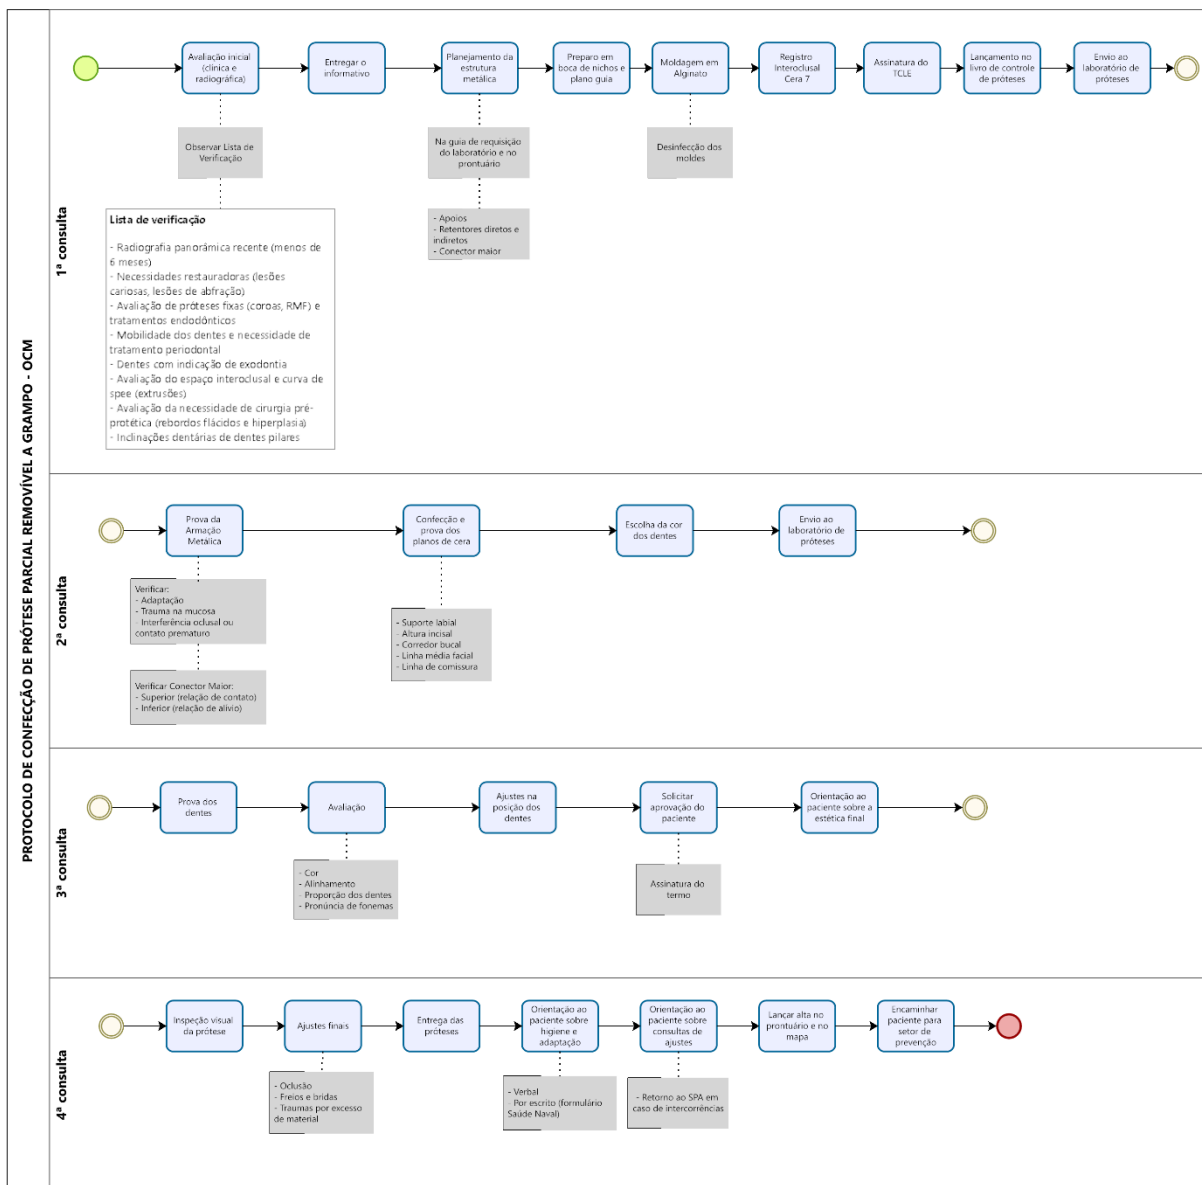 PROTOCOLO DE CONFECÇÃO DE PRÓTESE PARCIAL REMOVÍVEL A GRAMPO - OCM
1ª consulta
Avaliação inicial
(clínica e
radiográfica)
Entregar o
informativo
Planejamento da
estrutura
metálica
Preparo em
boca de nichos e
plano guia
Moldagem em
Alginato
Registro
Interoclusal
Cera 7
Assinatura do
TCLE
Lançamento no
livro de controle
de próteses
Envio ao
laboratório de
próteses
Observar Lista de
Verificação
Na guia de requisição
do laboratório e no
prontuário
Desinfecção dos
moldes
- Apoios
- Retentores diretos e
indiretos
- Conector maior
Lista de verificação
- Radiografia panorâmica recente (menos de
6 meses)
- Necessidades restauradoras (lesões
cariosas, lesões de abfração)
- Avaliação de próteses fixas (coroas, RMF) e
tratamentos endodônticos
- Mobilidade dos dentes e necessidade de
tratamento periodontal
- Dentes com indicação de exodontia
- Avaliação do espaço interoclusal e curva de
spee (extrusões)
- Avaliação da necessidade de cirurgia pré-
protética (rebordos flácidos e hiperplasia)
- Inclinações dentárias de dentes pilares
2ª consulta
Prova da
Armação
Metálica
Confecção e
prova dos
planos de cera
Escolha da cor
dos dentes
Envio ao
laboratório de
próteses
Verificar:
- Adaptação
- Trauma na mucosa
- Interferência oclusal ou
contato prematuro
Verificar Conector Maior:
- Superior (relação de contato)
- Inferior (relação de alívio)
- Suporte labial
- Altura incisal
- Corredor bucal
- Linha média facial
- Linha de comissura
3ª consulta
Prova dos
dentes
Avaliação
Ajustes na
posição dos
dentes
Solicitar
aprovação do
paciente
Orientação ao
paciente sobre a
estética final
- Cor
- Alinhamento
- Proporção dos dentes
- Pronúncia de fonemas
Assinatura do
termo
4ª consulta
Inspeção visual
da prótese
Ajustes finais
Entrega das
próteses
Orientação ao
paciente sobre
higiene e
adaptação
Orientação ao
paciente sobre
consultas de
ajustes
Lançar alta no
prontuário e no
mapa
Encaminhar
paciente para
setor de
prevenção
- Oclusão
- Freios e bridas
- Traumas por excesso
de material
- Verbal
- Por escrito (formulário
Saúde Naval)
- Retorno ao SPA em
caso de intercorrências